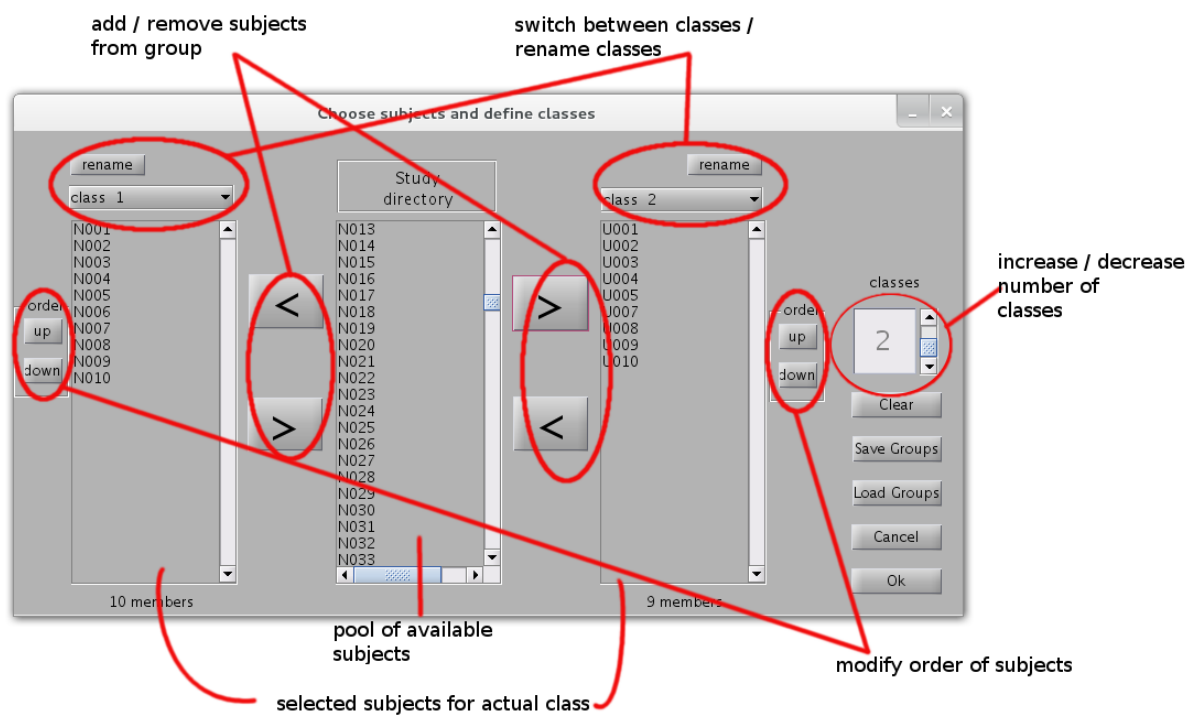 add / remove subjects
from group
switch between classes /
rename classes
Choose subjects and define classes
rename
class 1
N001
N002
N003
N004
N005
N006
N007
N008
N009
N010
order
up
down
10 members
<
>
Study
directory
N013
N014
N015
N016
N017
N018
N019
N020
N021
N022
N023
N024
N025
N026
N027
N028
N029
N030
N031
N032
N033
>
<
rename
class 2
U001
U002
U003
U004
U005
U007
U008
U009
U010
9 members
order
up
down
classes
2
Clear
Save Groups
Load Groups
Cancel
Ok
increase / decrease
number of
classes
pool of available
subjects
modify order of subjects
selected subjects for actual class